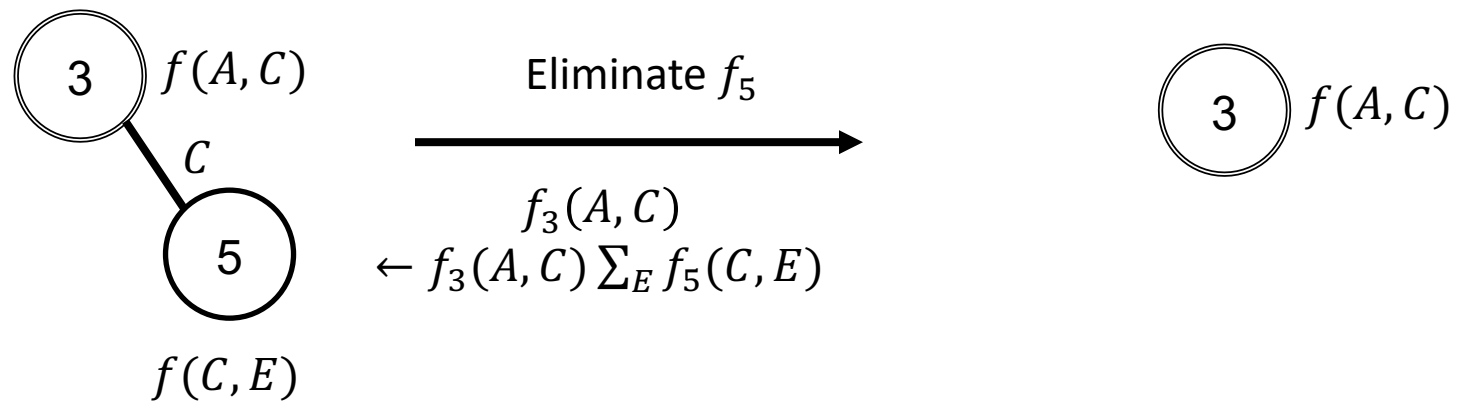 3
f(A, C)
C
5
f(C, E)
Eliminate f₅
f₃(A, C)
← f₃(A, C) ∑_E f₅(C, E)
3
f(A, C)